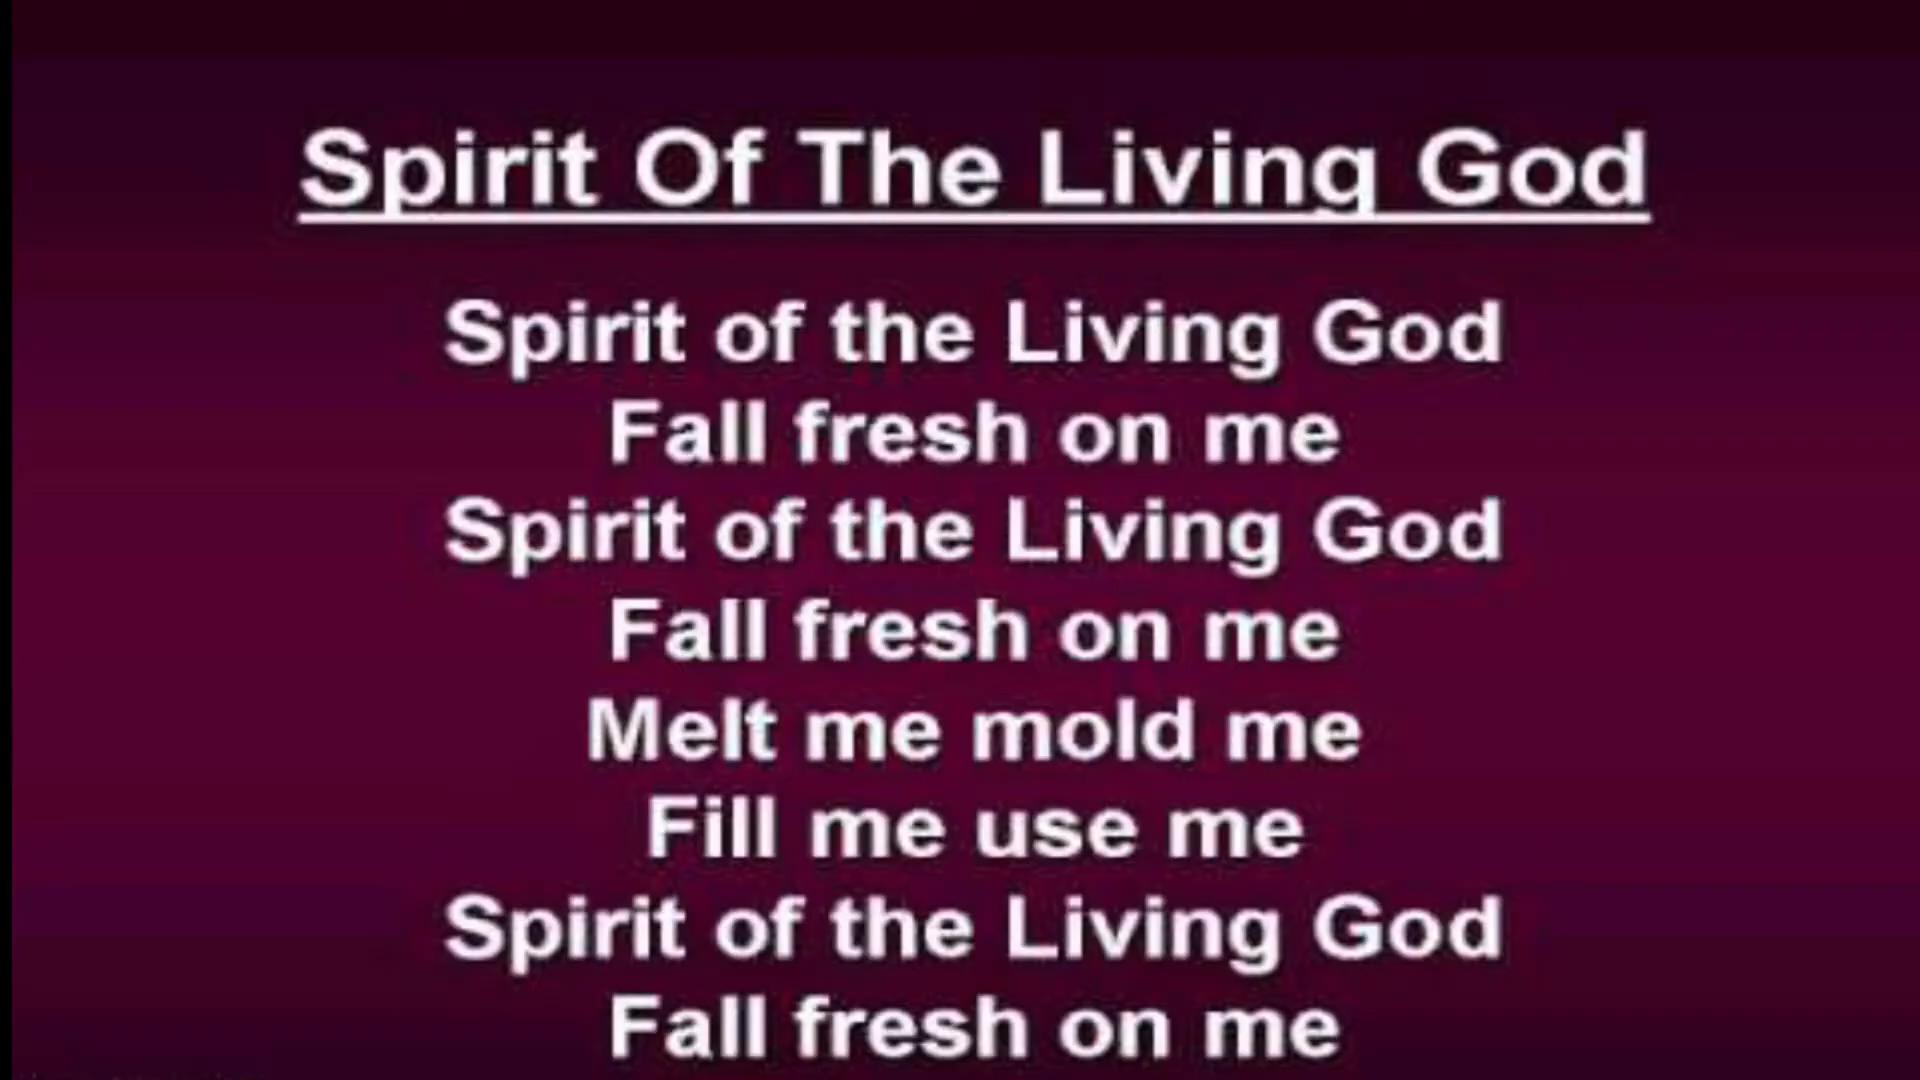 Spirit Of The Living God
Spirit of the Living God
Fall fresh on me
Spirit of the Living God
Fall fresh on me
Melt me mold me
Fill me use me
Spirit of the Living God
Fall fresh on me